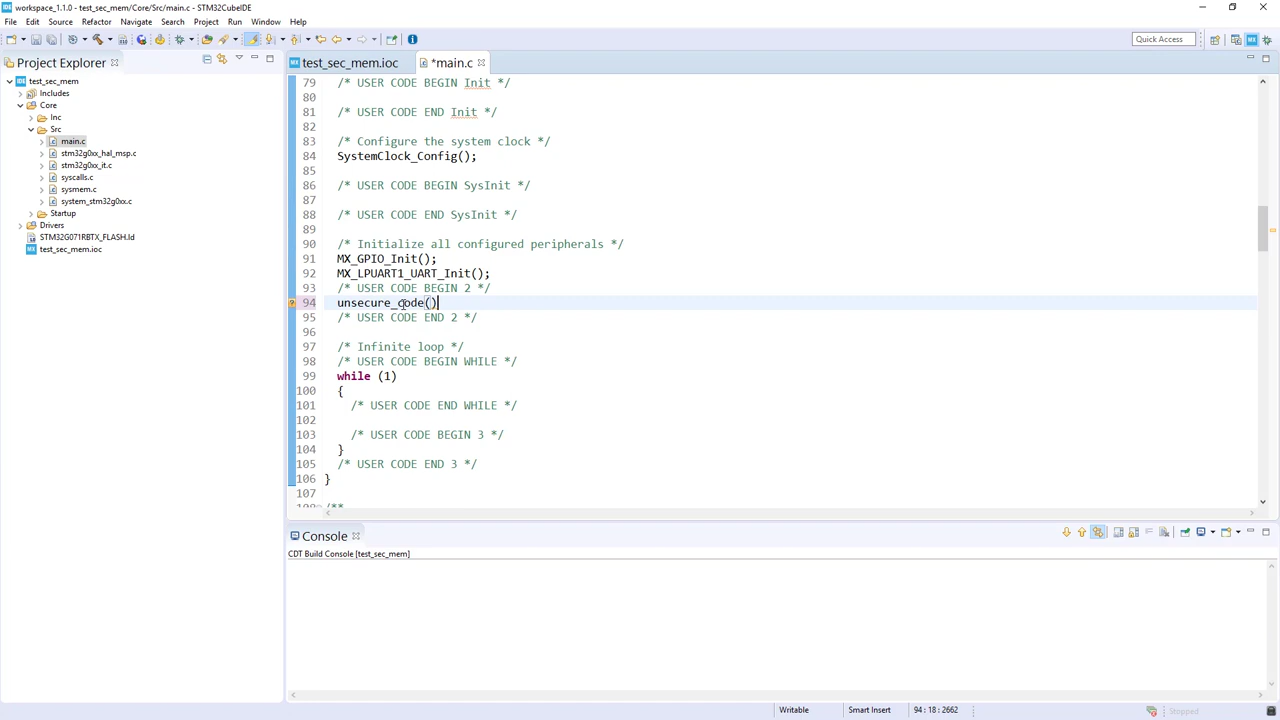 workspace_1.1.0 - test_sec_mem/Core/Src/main.c - STM32CubeIDE
File Edit Source Refactor Navigate Search Project Run Window Help
Quick Access
Project Explorer
test_sec_mem
Includes
Core
Inc
Src
main.c
stm32g0xx_hal_msp.c
stm32g0xx_it.c
syscalls.c
sysmem.c
system_stm32g0xx.c
Startup
Drivers
STM32G071RBTX_FLASH.ld
test_sec_mem.ioc
test_sec_mem.ioc *main.c
79 /* USER CODE BEGIN Init */
80
81 /* USER CODE END Init */
82
83 /* Configure the system clock */
84 SystemClock_Config();
85
86 /* USER CODE BEGIN SysInit */
87
88 /* USER CODE END SysInit */
89
90 /* Initialize all configured peripherals */
91 MX_GPIO_Init();
92 MX_LPUART1_UART_Init();
93 /* USER CODE BEGIN 2 */
94 unsecure_code()
95 /* USER CODE END 2 */
96
97 /* Infinite loop */
98 /* USER CODE BEGIN WHILE */
99 while (1)
100 {
101 /* USER CODE END WHILE */
102
103 /* USER CODE BEGIN 3 */
104 }
105 /* USER CODE END 3 */
106 }
107
108 /**
Console
CDT Build Console [test_sec_mem]
Writable Smart Insert 94 : 18 : 2662 Stopped